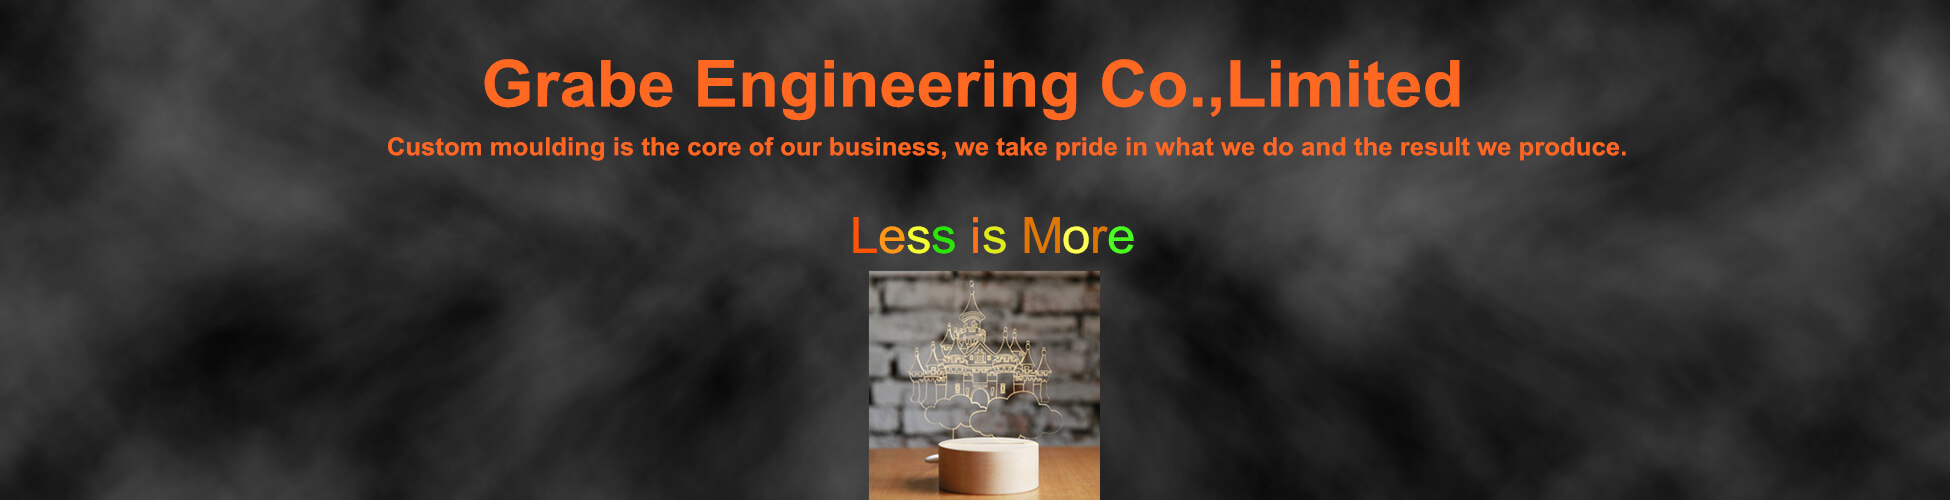 Grabe Engineering Co.,Limited
Custom moulding is the core of our business, we take pride in what we do and the result we produce.
Less is More